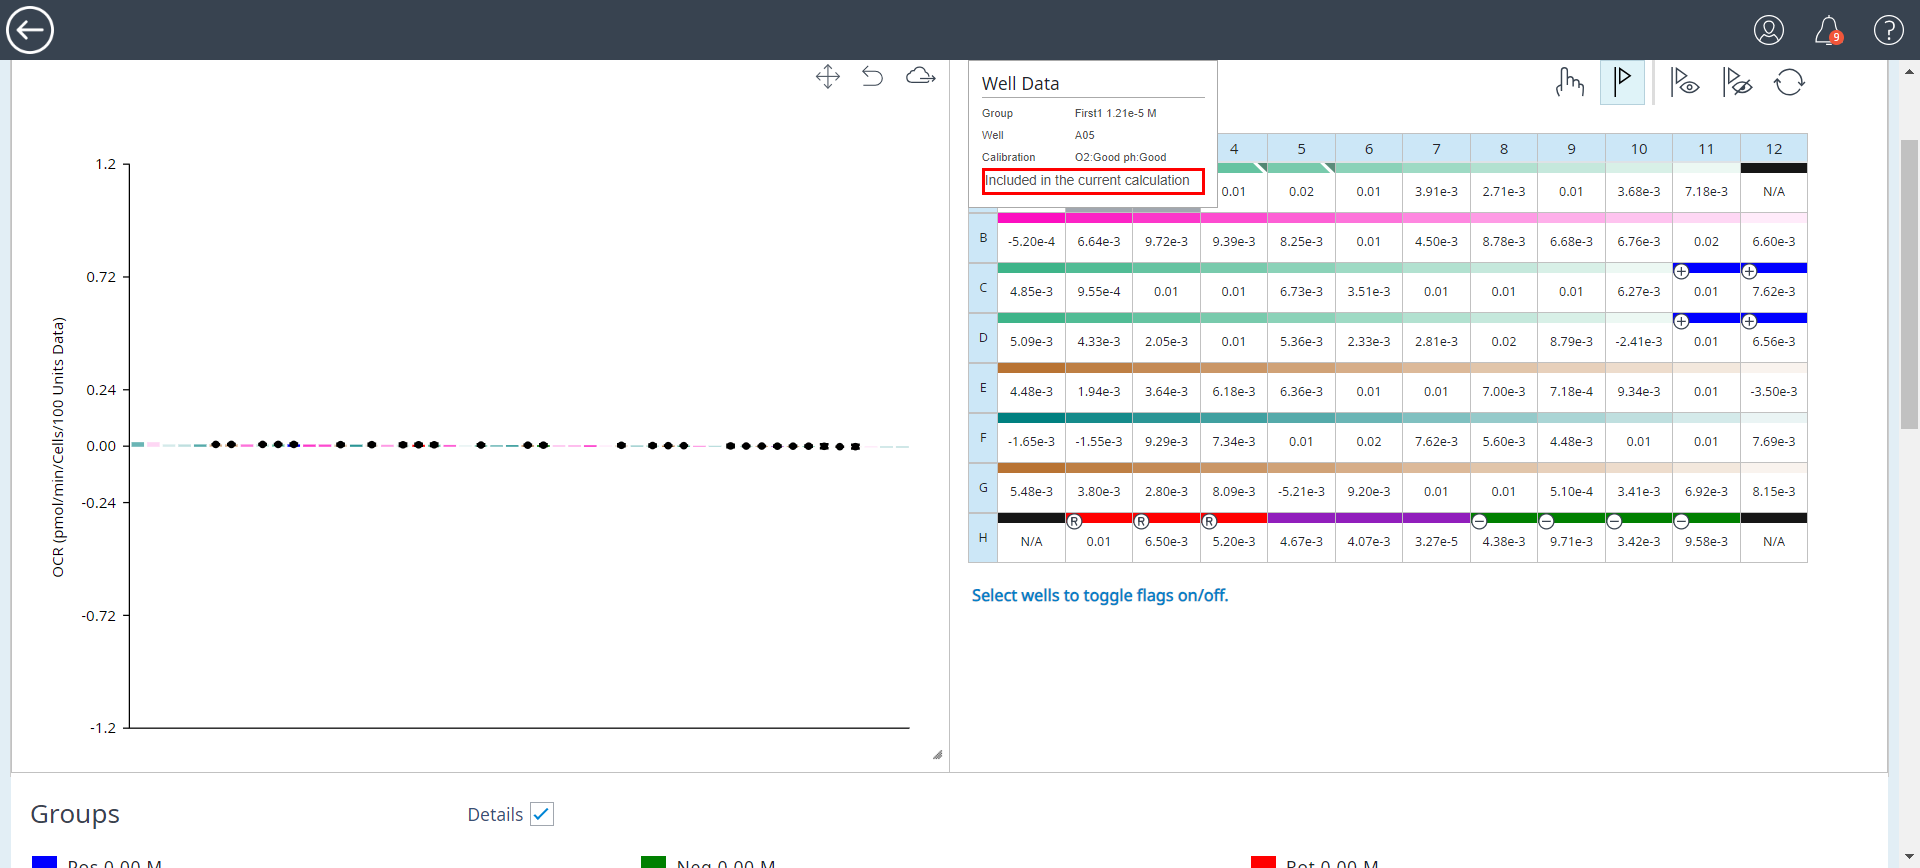 9
Well Data
Group First1 1.21e-5 M
Well A05
Calibration O2:Good ph:Good
Included in the current calculation
1.2
0.72
0.24
0.00
-0.24
-0.72
-1.2
OCR (pmol/min/Cells/100 Units Data)
4 5 6 7 8 9 10 11 12
0.01 0.02 0.01 3.91e-3 2.71e-3 0.01 3.68e-3 7.18e-3 N/A
B -5.20e-4 6.64e-3 9.72e-3 9.39e-3 8.25e-3 0.01 4.50e-3 8.78e-3 6.68e-3 6.76e-3 0.02 6.60e-3
C 4.85e-3 9.55e-4 0.01 0.01 6.73e-3 3.51e-3 0.01 0.01 0.01 6.27e-3 0.01 7.62e-3
D 5.09e-3 4.33e-3 2.05e-3 0.01 5.36e-3 2.33e-3 2.81e-3 0.02 8.79e-3 -2.41e-3 0.01 6.56e-3
E 4.48e-3 1.94e-3 3.64e-3 6.18e-3 6.36e-3 0.01 0.01 7.00e-3 7.18e-4 9.34e-3 0.01 -3.50e-3
F -1.65e-3 -1.55e-3 9.29e-3 7.34e-3 0.01 0.02 7.62e-3 5.60e-3 4.48e-3 0.01 0.01 7.69e-3
G 5.48e-3 3.80e-3 2.80e-3 8.09e-3 -5.21e-3 9.20e-3 0.01 0.01 5.10e-4 3.41e-3 6.92e-3 8.15e-3
R R R
H N/A 0.01 6.50e-3 5.20e-3 4.67e-3 4.07e-3 3.27e-5 4.38e-3 9.71e-3 3.42e-3 9.58e-3 N/A
Select wells to toggle flags on/off.
Groups
Details
Pos 0.00 M
Neg 0.00 M
Rot 0.00 M